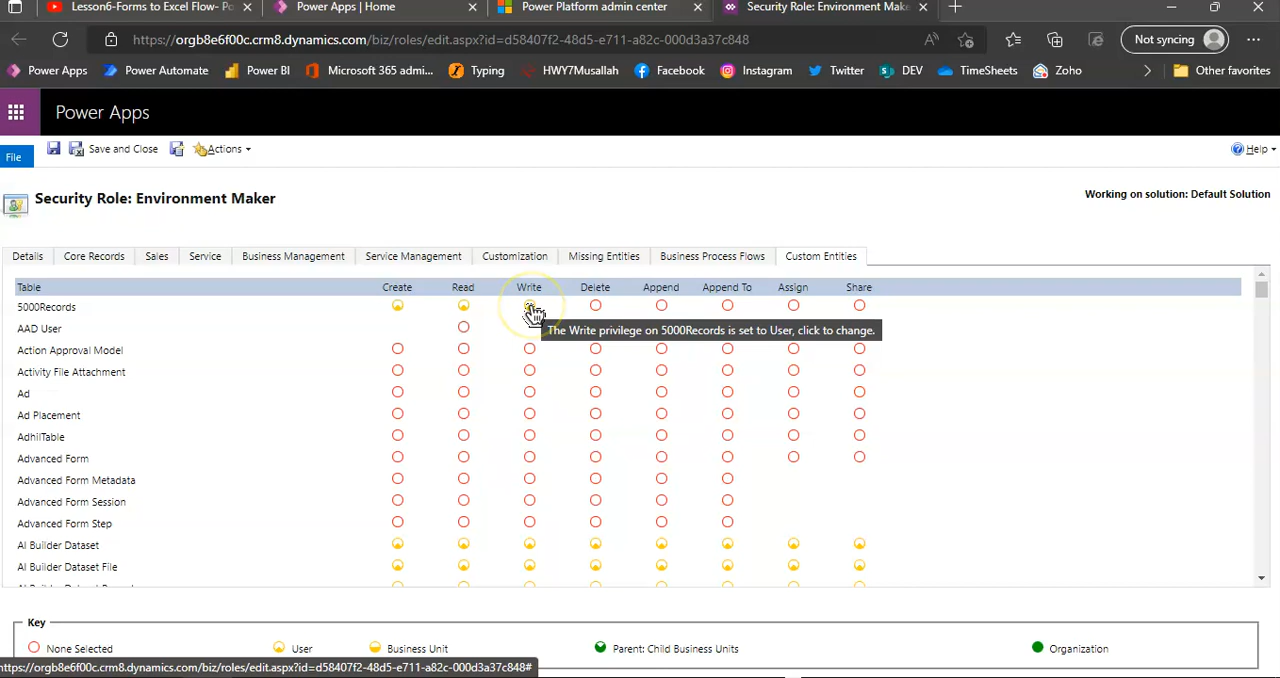 Lesson6-Forms to Excel Flow- Po
Power Apps | Home
Power Platform admin center
Security Role: Environment Make
https://orgb8e6f00c.crm8.dynamics.com/biz/roles/edit.aspx?id=d58407f2-48d5-e711-a82c-000d3a37c848
Not syncing
Power Apps
Power Automate
Power BI
Microsoft 365 admi...
Typing
HWY7Musallah
Facebook
Instagram
Twitter
DEV
TimeSheets
Zoho
Other favorites
Power Apps
File
Save and Close
Actions
Help
Security Role: Environment Maker
Working on solution: Default Solution
Details Core Records Sales Service Business Management Service Management Customization Missing Entities Business Process Flows Custom Entities
Table Create Read Write Delete Append Append To Assign Share
5000Records
The Write privilege on 5000Records is set to User, click to change.
AAD User
Action Approval Model
Activity File Attachment
Ad
Ad Placement
AdhilTable
Advanced Form
Advanced Form Metadata
Advanced Form Session
Advanced Form Step
AI Builder Dataset
AI Builder Dataset File
Key
None Selected User Business Unit Parent: Child Business Units Organization
https://orgb8e6f00c.crm8.dynamics.com/biz/roles/edit.aspx?id=d58407f2-48d5-e711-a82c-000d3a37c848#